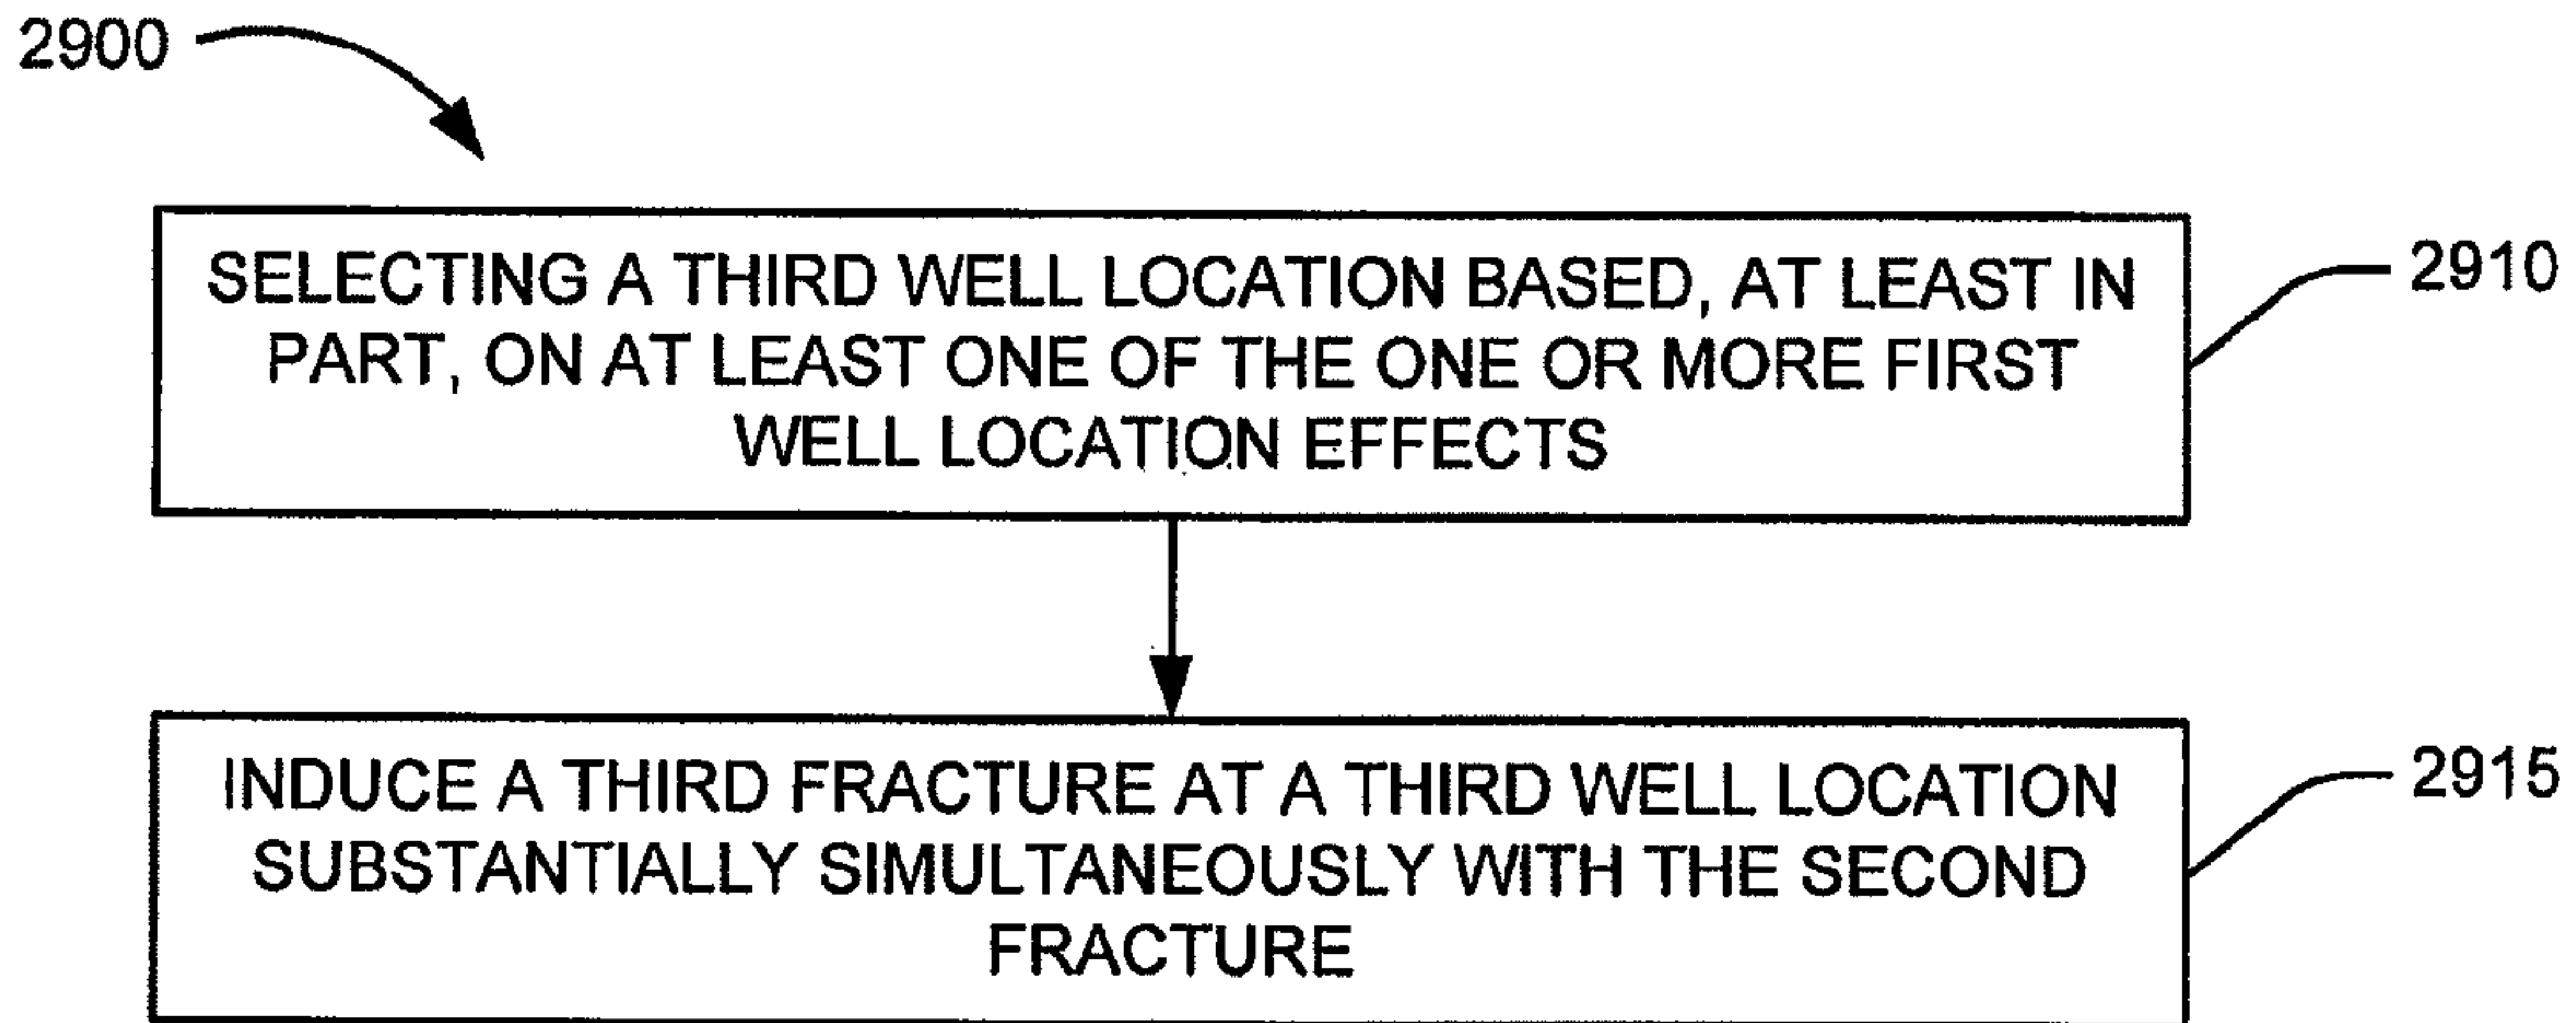 2900
SELECTING A THIRD WELL LOCATION BASED, AT LEAST IN
PART, ON AT LEAST ONE OF THE ONE OR MORE FIRST
WELL LOCATION EFFECTS
2910
INDUCE A THIRD FRACTURE AT A THIRD WELL LOCATION
SUBSTANTIALLY SIMULTANEOUSLY WITH THE SECOND
FRACTURE
2915